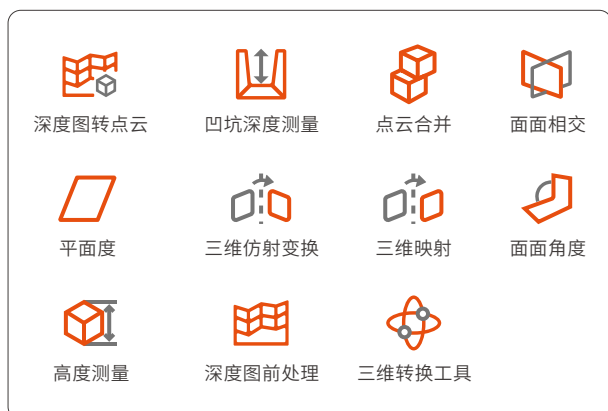 深度图转点云
凹坑深度测量
点云合并
面面相交
平面度
三维仿射变换
三维映射
面面角度
高度测量
深度图前处理
三维转换工具